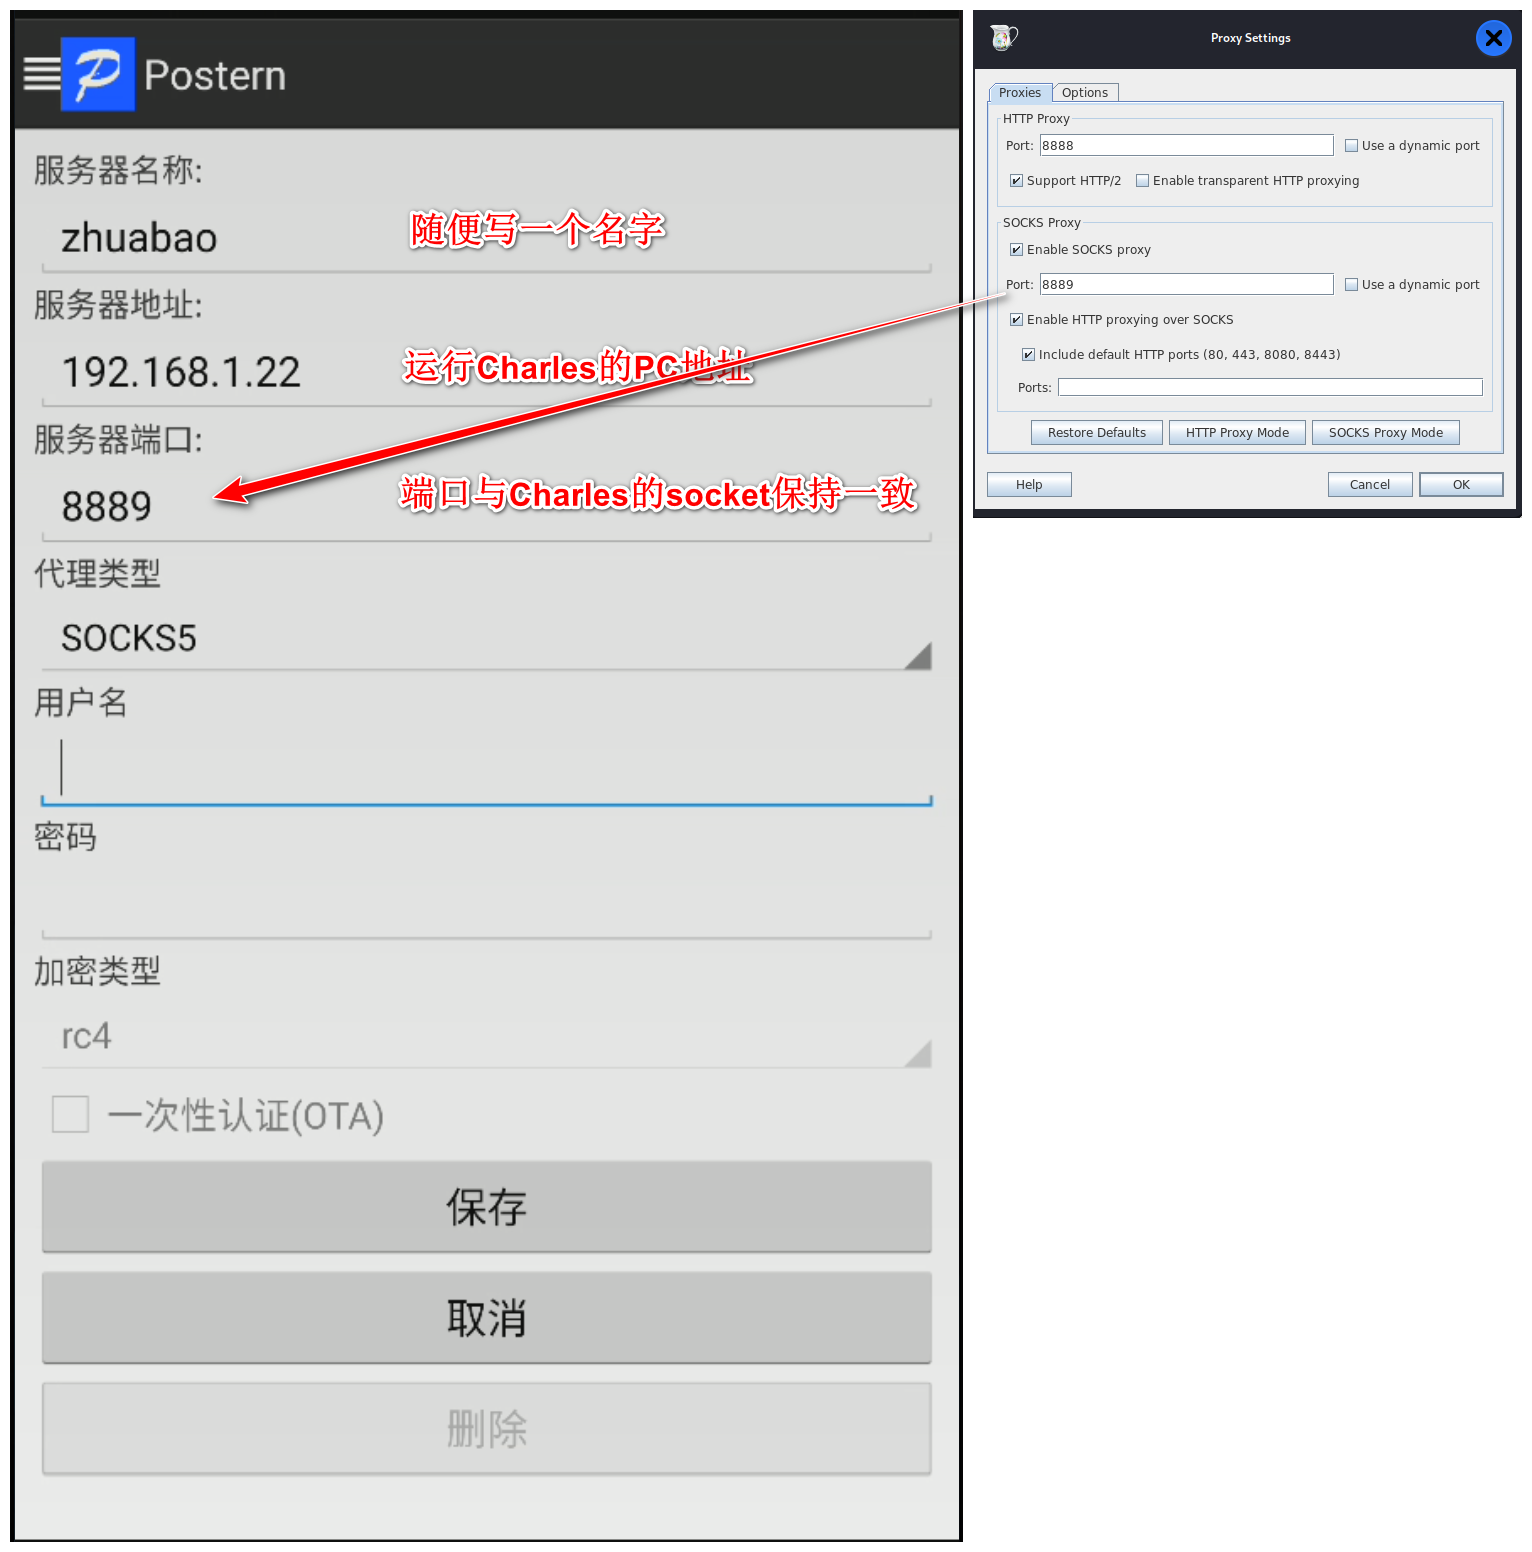 Postern
服务器名称:
zhuabao
随便写一个名字
服务器地址:
192.168.1.22
运行Charles的PC地址
服务器端口:
8889
端口与Charles的socket保持一致
代理类型
SOCKS5
用户名
密码
加密类型
rc4
一次性认证(OTA)
保存
取消
删除
Proxy Settings
Proxies
Options
HTTP Proxy
Port: 8888
Use a dynamic port
Support HTTP/2
Enable transparent HTTP proxying
SOCKS Proxy
Enable SOCKS proxy
Port: 8889
Use a dynamic port
Enable HTTP proxying over SOCKS
Include default HTTP ports (80, 443, 8080, 8443)
Ports:
Restore Defaults
HTTP Proxy Mode
SOCKS Proxy Mode
Help
Cancel
OK